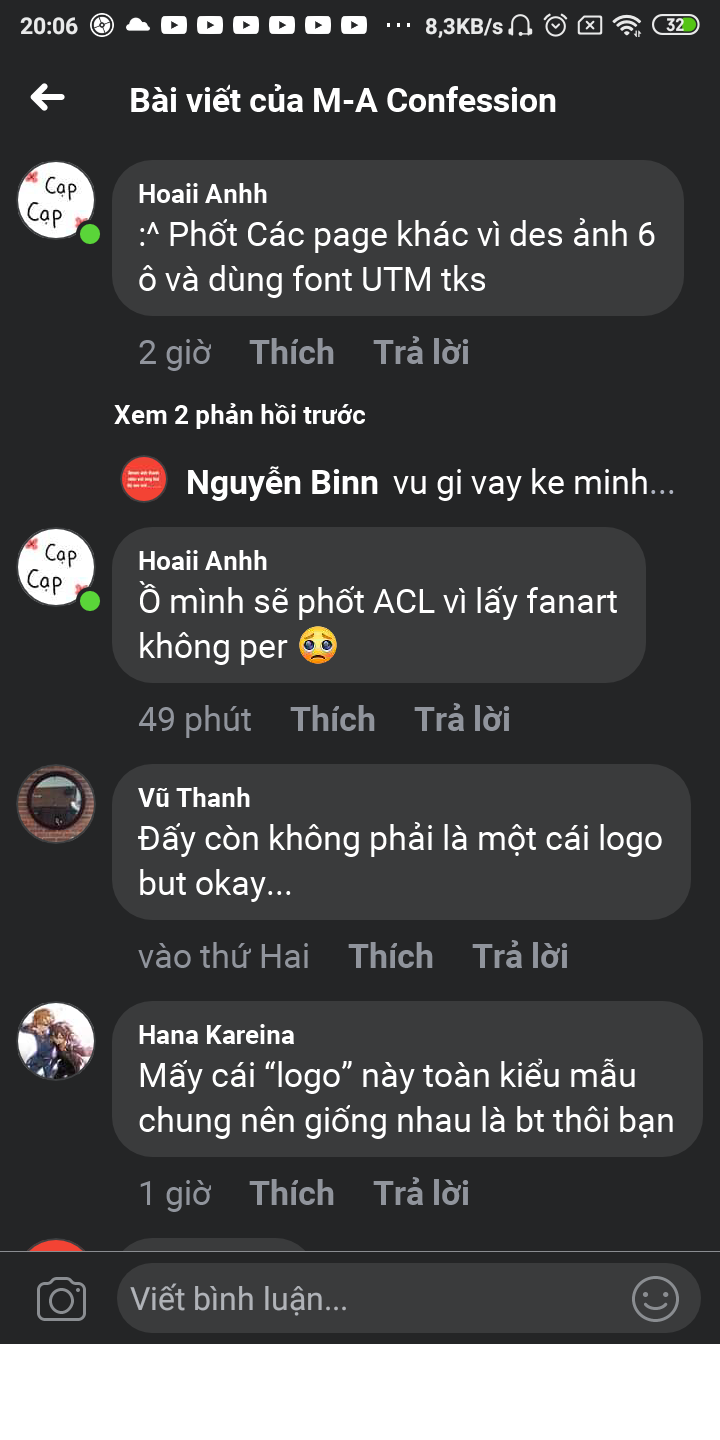 20:06 ... 8,3KB/s 32
Bài viết của M-A Confession
Cạp
Cạp
Hoaii Anhh
:^ Phốt Các page khác vì des ảnh 6
ô và dùng font UTM tks
2 giờ Thích Trả lời
Xem 2 phản hồi trước
Nguyễn Binn vu gi vay ke minh...
Cạp
Cạp
Hoaii Anhh
Ồ mình sẽ phốt ACL vì lấy fanart
không per 🥺
49 phút Thích Trả lời
Vũ Thanh
Đấy còn không phải là một cái logo
but okay...
vào thứ Hai Thích Trả lời
Hana Kareina
Mấy cái “logo” này toàn kiểu mẫu
chung nên giống nhau là bt thôi bạn
1 giờ Thích Trả lời
Viết bình luận...